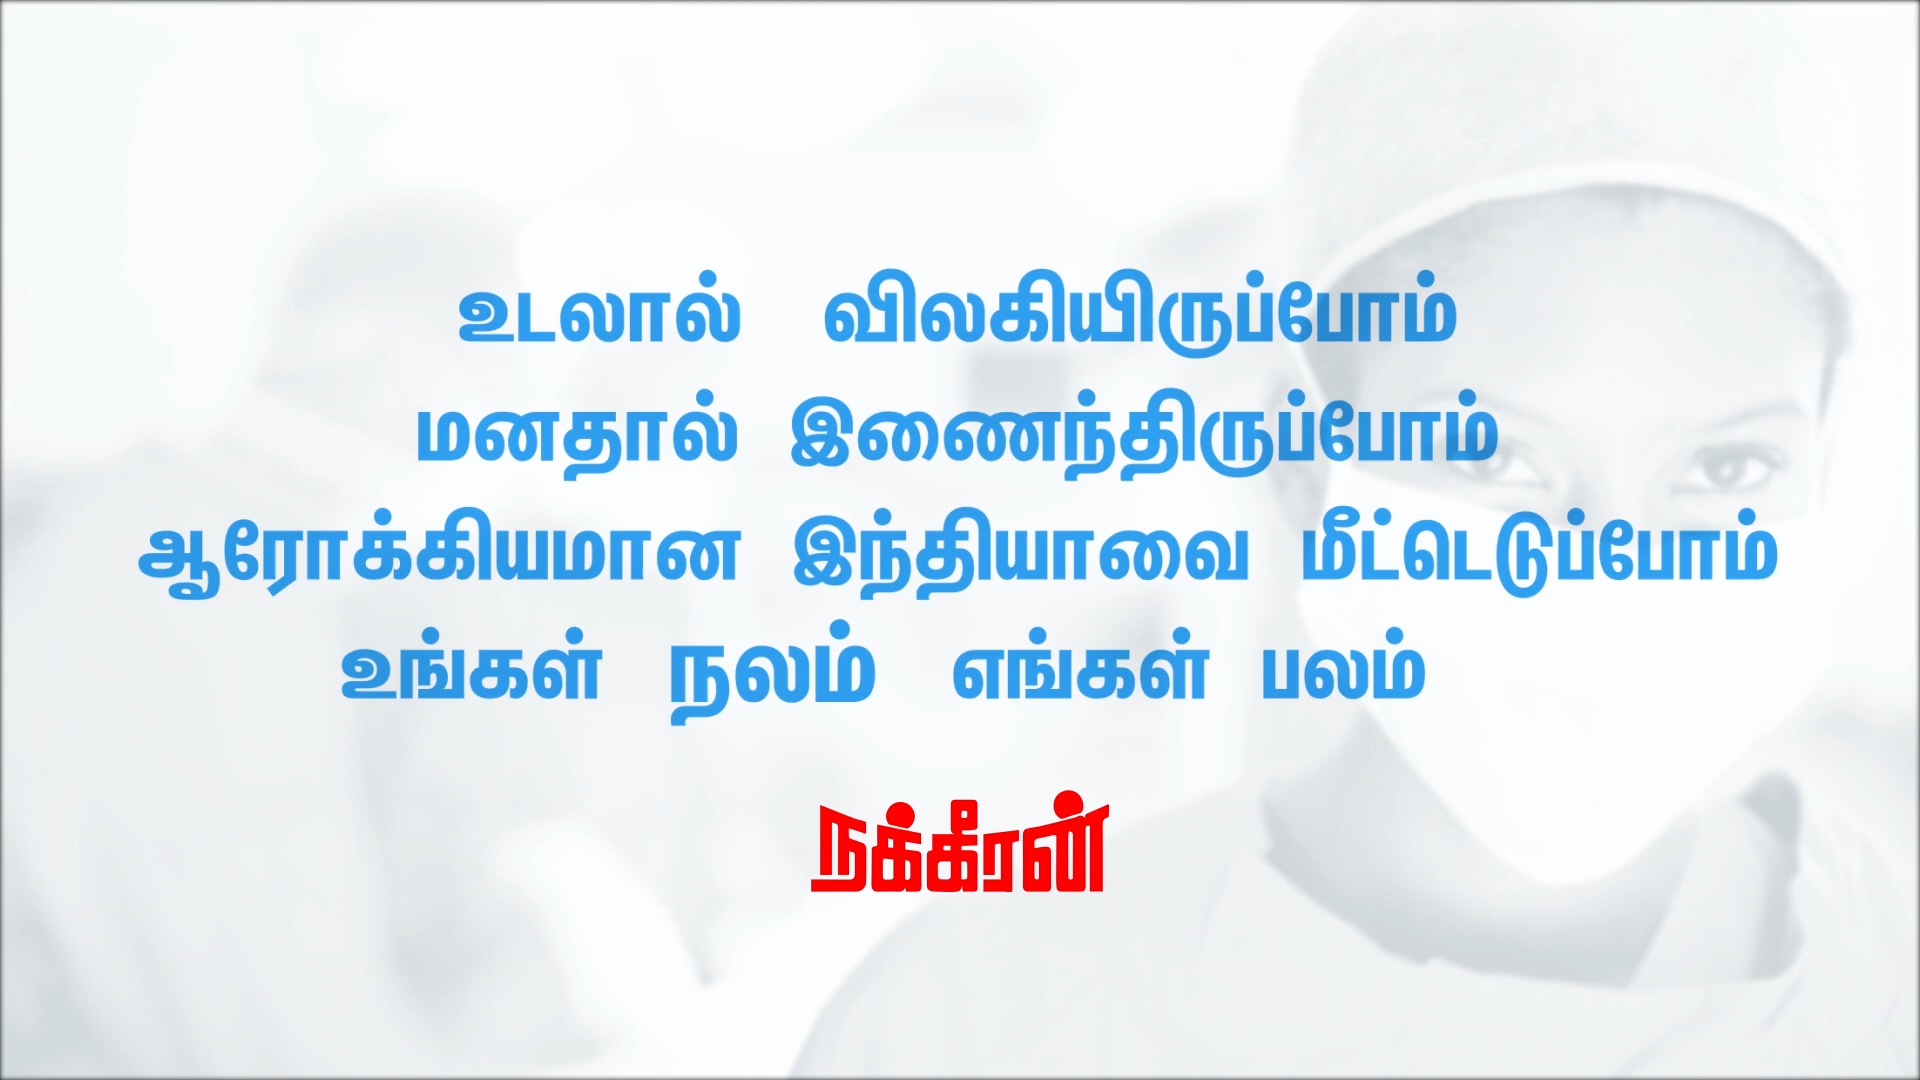 உடலால் விலகியிருப்போம்
மனதால் இணைந்திருப்போம்
ஆரோக்கியமான இந்தியாவை மீட்டெடுப்போம்
உங்கள் நலம் எங்கள் பலம்
நக்கீரன்